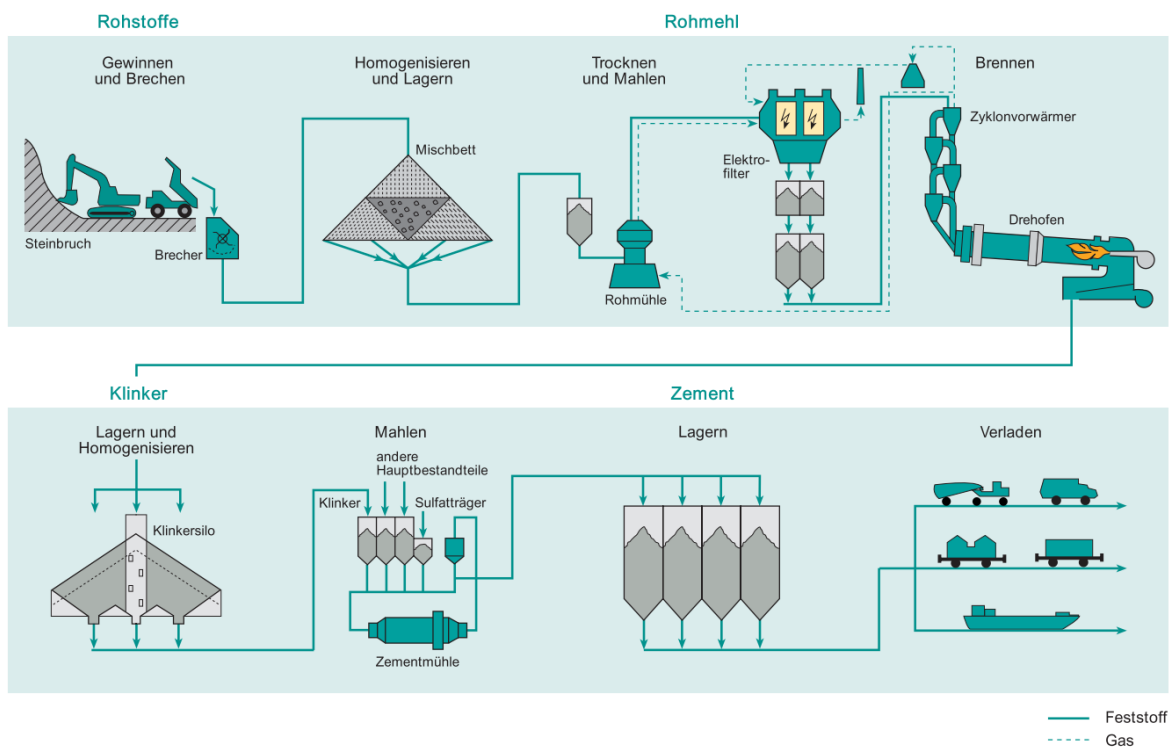 Rohstoffe
Rohmehl
Gewinnen
und Brechen
Homogenisieren
und Lagern
Trocknen
und Mahlen
Brennen
Zyklonvorwärmer
Mischbett
Elektro-
filter
Drehofen
Steinbruch
Brecher
Rohmühle
Klinker
Zement
Lagern und
Homogenisieren
Mahlen
Lagern
Verladen
andere
Hauptbestandteile
Klinker
Sulfatträger
Klinkersilo
Zementmühle
Feststoff
Gas